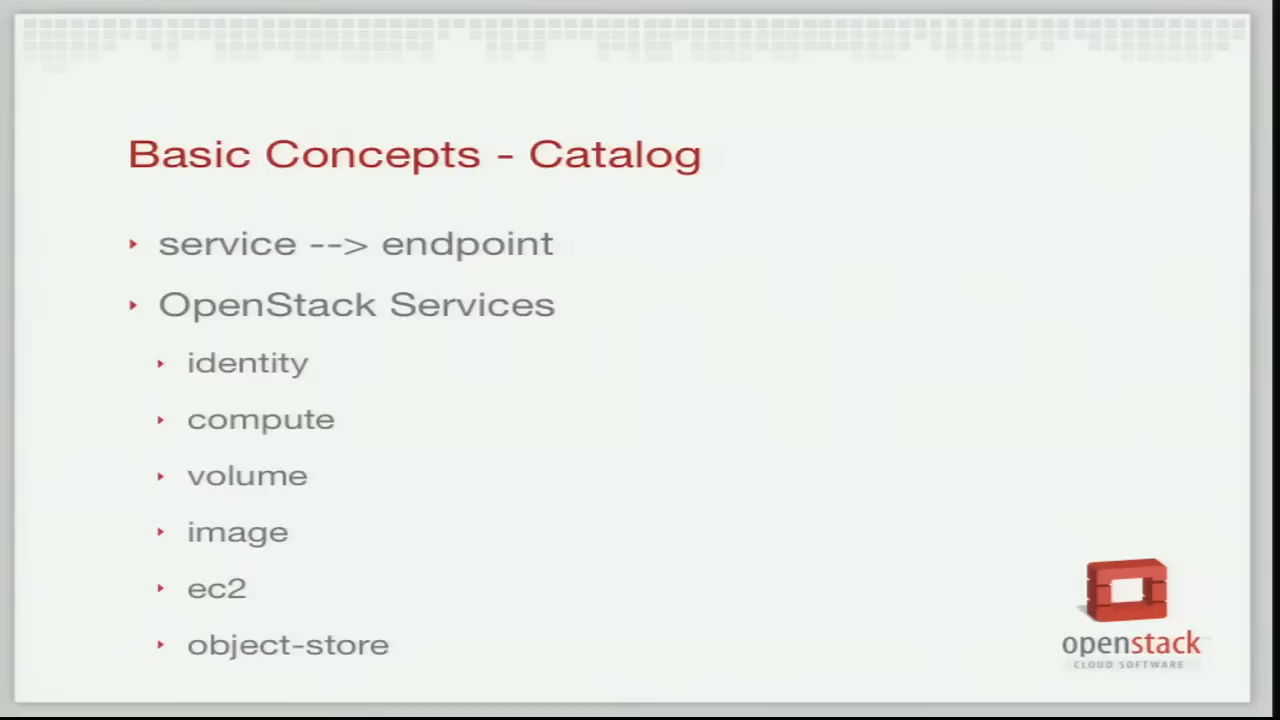 Basic Concepts - Catalog
service --> endpoint
OpenStack Services
identity
compute
volume
image
ec2
object-store
openstack
CLOUD SOFTWARE